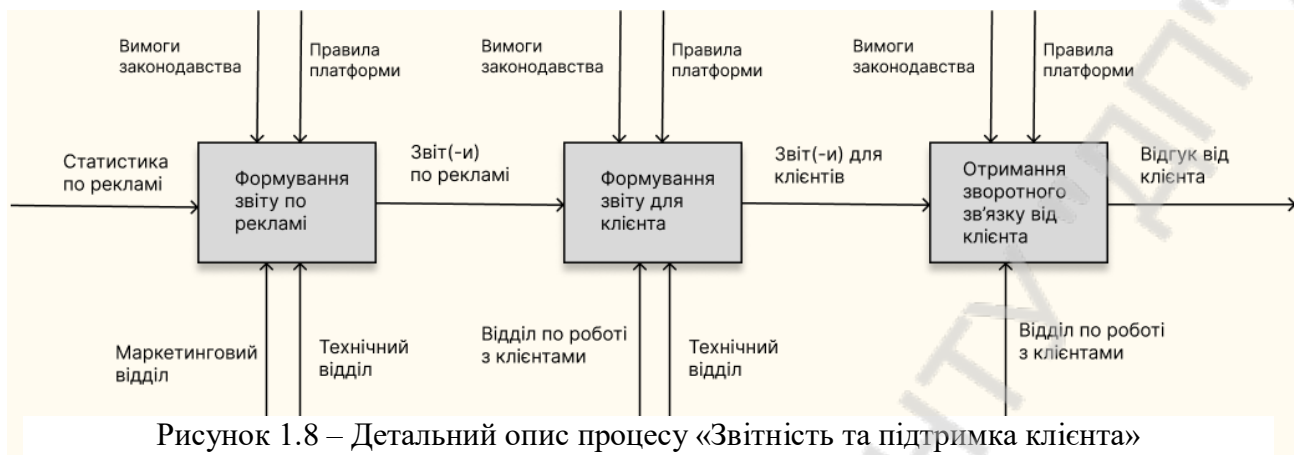 Вимоги
законодавства
Правила
платформи
Вимоги
законодавства
Правила
платформи
Вимоги
законодавства
Правила
платформи
Статистика
по рекламі
Формування
звіту по
рекламі
Звіт(-и)
по рекламі
Формування
звіту для
клієнта
Звіт(-и) для
клієнтів
Отримання
зворотного
зв'язку від
клієнта
Відгук від
клієнта
Маркетинговий
відділ
Технічний
відділ
Відділ по роботі
з клієнтами
Технічний
відділ
Відділ по роботі
з клієнтами
НТУ "ДП"
Рисунок 1.8 – Детальний опис процесу «Звітність та підтримка клієнта»